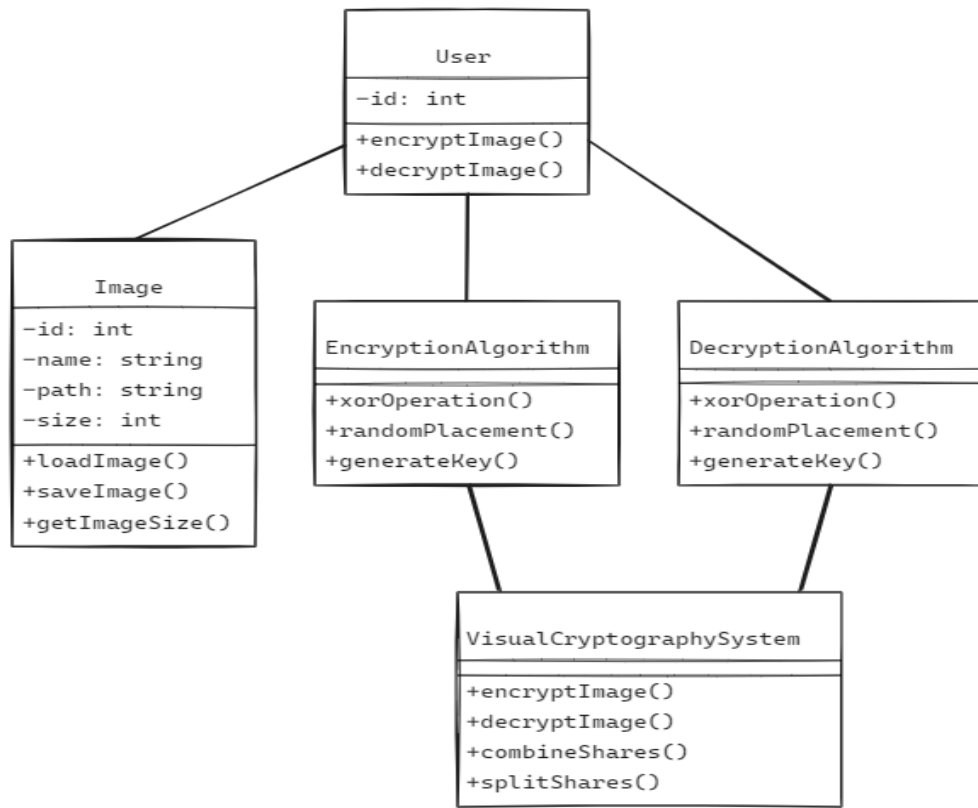 User
-id: int
+encryptImage()
+decryptImage()
Image
-id: int
-name: string
-path: string
-size: int
+loadImage()
+saveImage()
+getImageSize()
EncryptionAlgorithm
+xorOperation()
+randomPlacement()
+generateKey()
DecryptionAlgorithm
+xorOperation()
+randomPlacement()
+generateKey()
VisualCryptographySystem
+encryptImage()
+decryptImage()
+combineShares()
+splitShares()